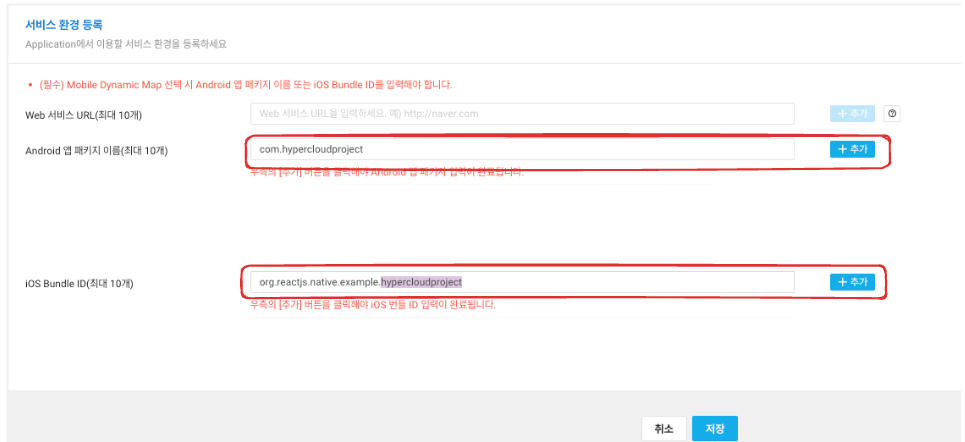 서비스 환경 등록
Application에서 이용할 서비스 환경을 등록하세요
• (필수) Mobile Dynamic Map 선택 시 Android 앱 패키지 이름 또는 iOS Bundle ID를 입력해야 합니다.
Web 서비스 URL(최대 10개) Web 서비스 URL을 입력하세요. 예) http://naver.com + 추가 ?
Android 앱 패키지 이름(최대 10개) com.hypercloudproject + 추가
우측의 [추가] 버튼을 클릭해야 Android 앱 패키지 입력이 완료됩니다.
iOS Bundle ID(최대 10개) org.reactjs.native.example.hypercloudproject + 추가
우측의 [추가] 버튼을 클릭해야 iOS 번들 ID 입력이 완료됩니다.
취소 저장